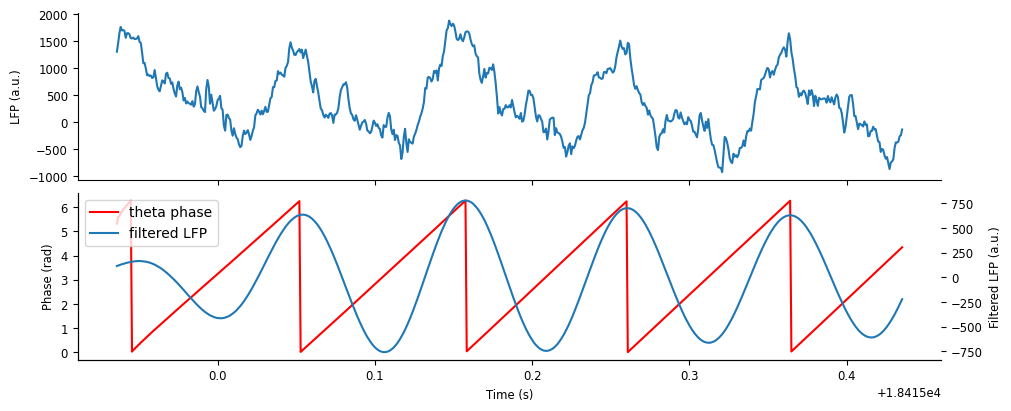 2000
1500
1000
500
0
−500
−1000
LFP (a.u.)
theta phase
filtered LFP
6
5
4
3
2
1
0
Phase (rad)
750
500
250
0
−250
−500
−750
Filtered LFP (a.u.)
0.0 0.1 0.2 0.3 0.4
Time (s)
+1.8415e4